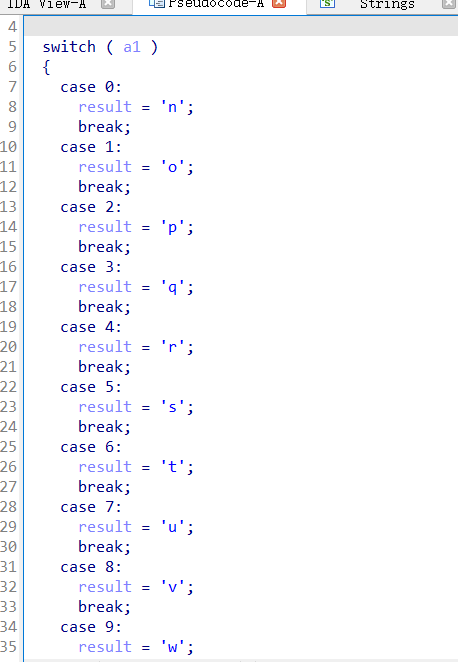 IDA View-A Pseudocode-A Strings
4
5 switch ( a1 )
6 {
7 case 0:
8 result = 'n';
9 break;
10 case 1:
11 result = 'o';
12 break;
13 case 2:
14 result = 'p';
15 break;
16 case 3:
17 result = 'q';
18 break;
19 case 4:
20 result = 'r';
21 break;
22 case 5:
23 result = 's';
24 break;
25 case 6:
26 result = 't';
27 break;
28 case 7:
29 result = 'u';
30 break;
31 case 8:
32 result = 'v';
33 break;
34 case 9:
35 result = 'w';